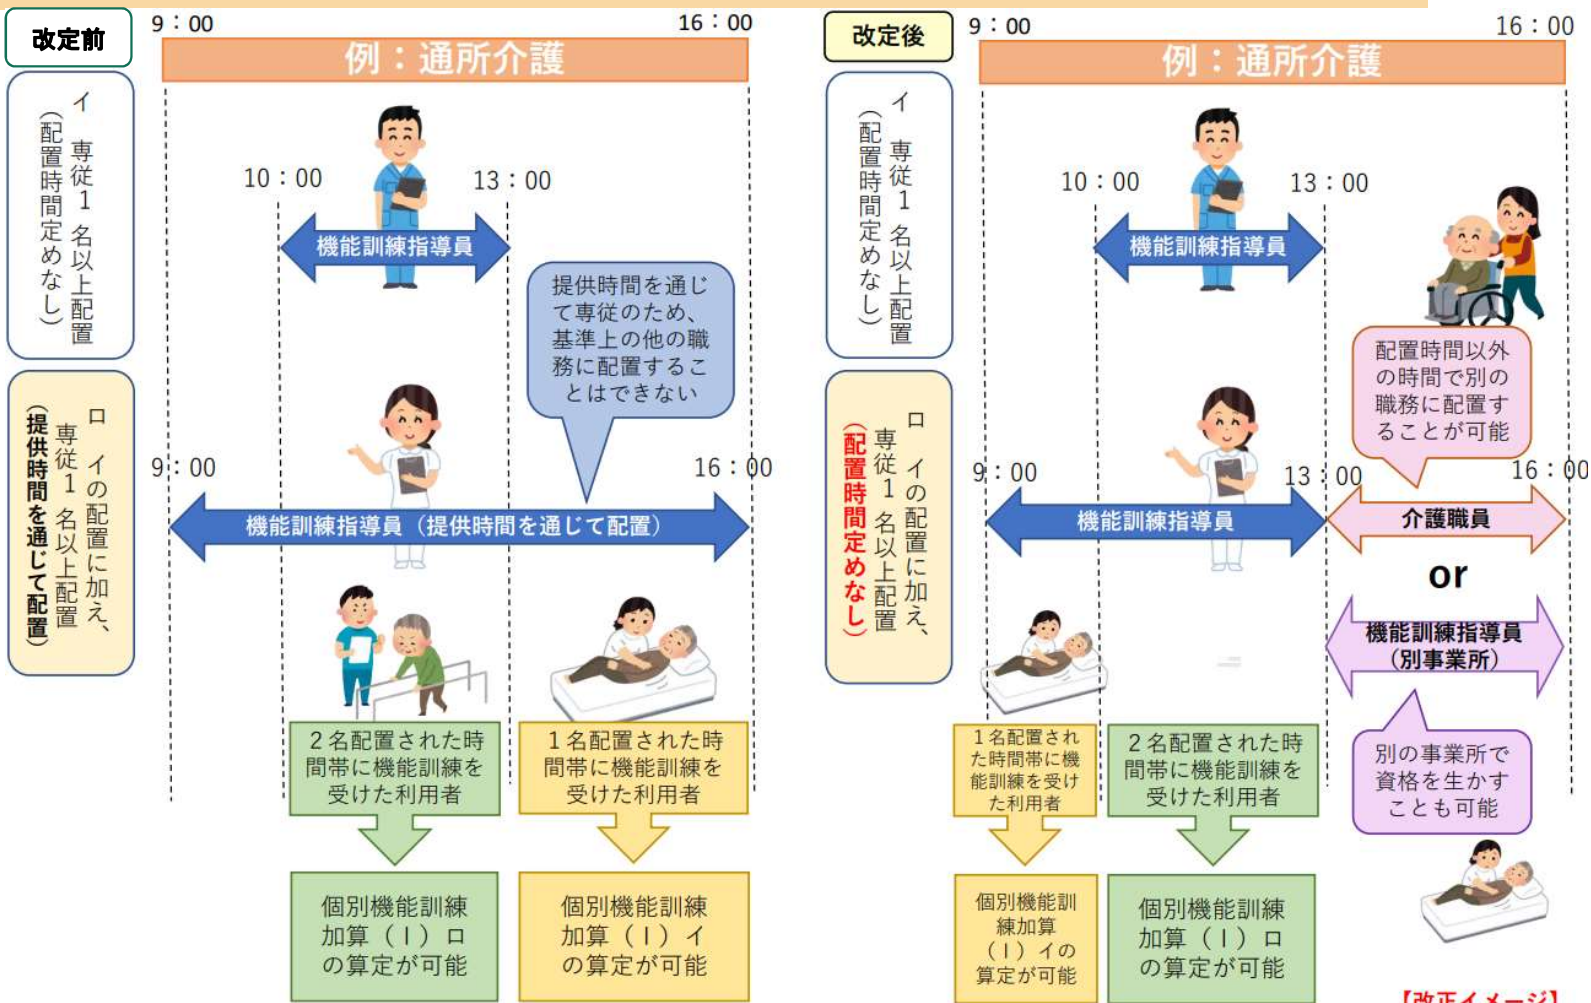 改定前
9：00
16：00
例：通所介護
イ　専従１名以上配置
（配置時間定めなし）
10：00
13：00
機能訓練指導員
提供時間を通じ
て専従のため、
基準上の他の職
務に配置するこ
とはできない
ロ　イの配置に加え、
専従１名以上配置
（提供時間を通じて配置）
9：00
16：00
機能訓練指導員（提供時間を通じて配置）
２名配置された時
間帯に機能訓練を
受けた利用者
１名配置された時
間帯に機能訓練を
受けた利用者
個別機能訓練
加算（Ⅰ）ロ
の算定が可能
個別機能訓練
加算（Ⅰ）イ
の算定が可能
改定後
9：00
16：00
例：通所介護
イ　専従１名以上配置
（配置時間定めなし）
10：00
13：00
機能訓練指導員
配置時間以外
の時間で別の
職務に配置す
ることが可能
ロ　イの配置に加え、
専従１名以上配置
（配置時間定めなし）
9：00
13：00
16：00
機能訓練指導員
介護職員
or
機能訓練指導員
（別事業所）
別の事業所で
資格を生かす
ことも可能
１名配置され
た時間帯に機
能訓練を受け
た利用者
２名配置された時
間帯に機能訓練を
受けた利用者
個別機能訓
練加算
（Ⅰ）イの
算定が可能
個別機能訓練
加算（Ⅰ）ロ
の算定が可能
【改正イメージ】